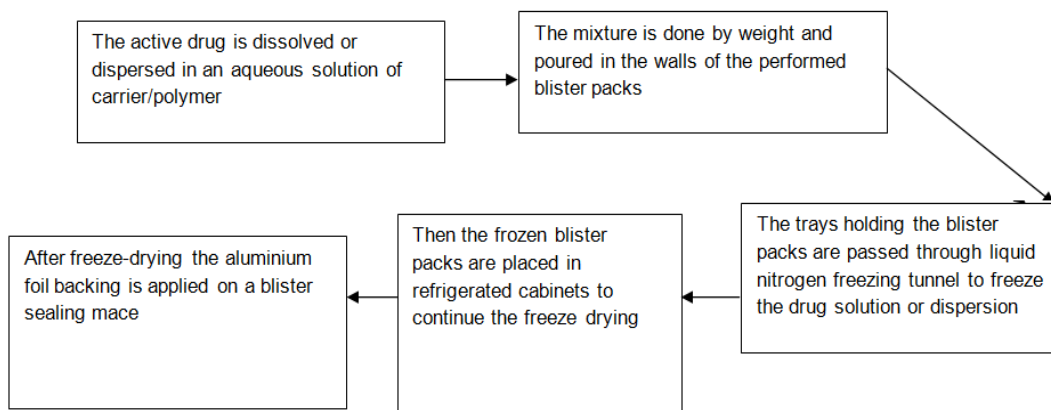 The active drug is dissolved or
dispersed in an aqueous solution of
carrier/polymer
The mixture is done by weight and
poured in the walls of the performed
blister packs
The trays holding the blister
packs are passed through liquid
nitrogen freezing tunnel to freeze
the drug solution or dispersion
Then the frozen blister
packs are placed in
refrigerated cabinets to
continue the freeze drying
After freeze-drying the aluminium
foil backing is applied on a blister
sealing mace